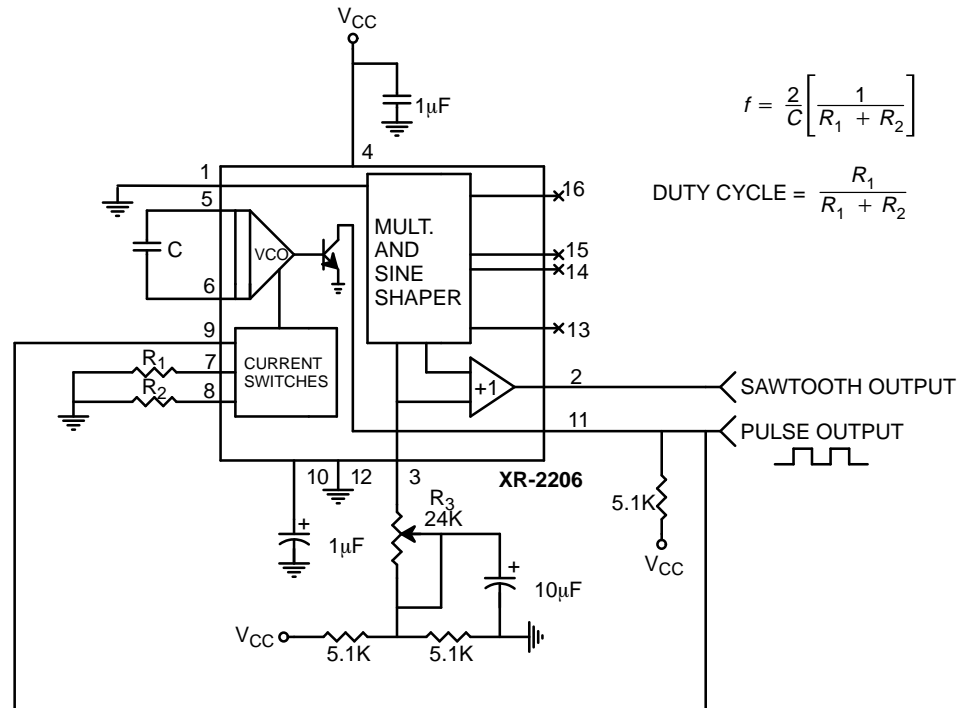 VCC
1μF
f = 2/C [ 1 / (R1 + R2) ]
DUTY CYCLE = R1 / (R1 + R2)
4
1
5
6
9
7
8
C
R1
R2
VCO
CURRENT
SWITCHES
MULT.
AND
SINE
SHAPER
+1
16
15
14
13
2
SAWTOOTH OUTPUT
11
PULSE OUTPUT
10
12
3
XR-2206
+
1μF
R3
24K
+
10μF
5.1K
VCC
VCC
5.1K
5.1K